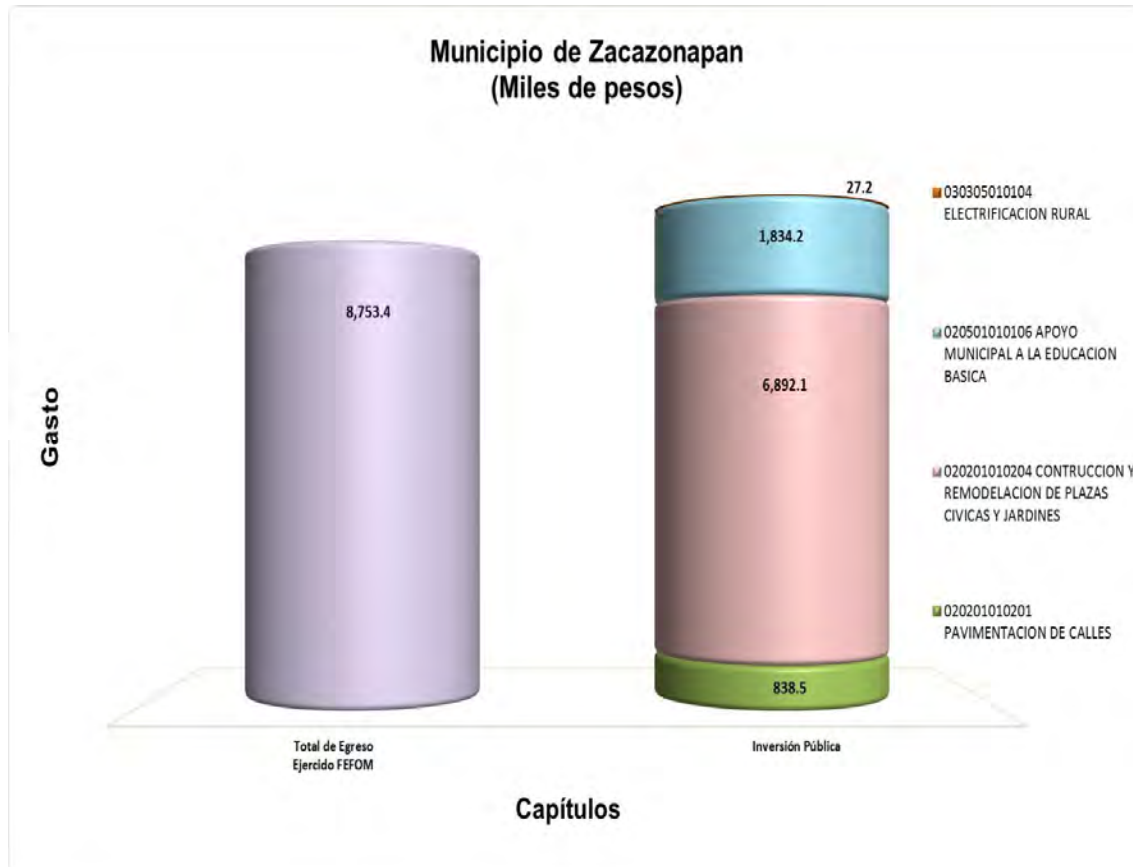 Municipio de Zacazonapan
(Miles de pesos)
27.2
1,834.2
8,753.4
6,892.1
838.5
030305010104
ELECTRIFICACION RURAL
020501010106 APOYO
MUNICIPAL A LA EDUCACION
BASICA
020201010204 CONTRUCCION Y
REMODELACION DE PLAZAS
CIVICAS Y JARDINES
020201010201
PAVIMENTACION DE CALLES
Gasto
Total de Egreso
Ejercido FEFOM
Inversión Pública
Capítulos